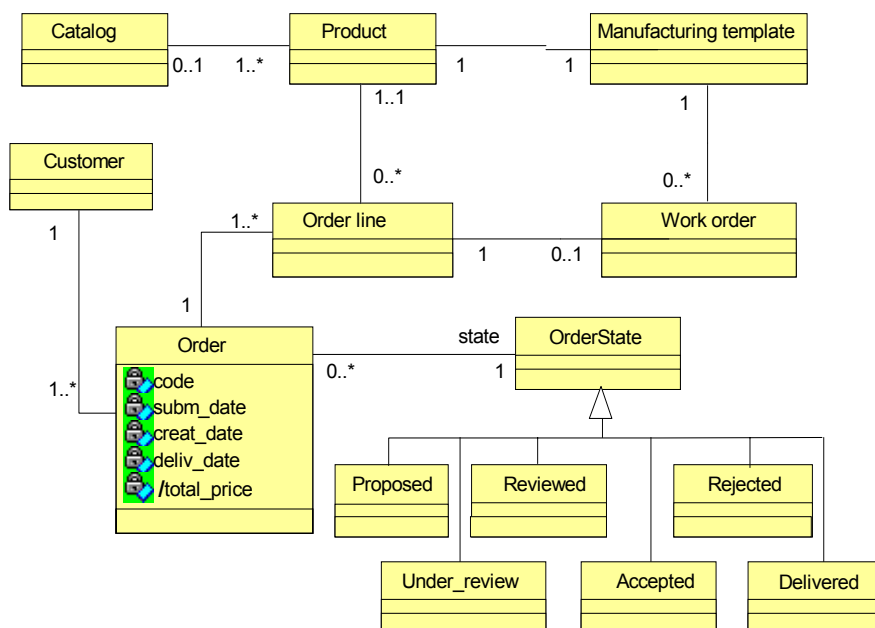 Catalog
Product
Manufacturing template
0..1
1..*
1
1
1..1
1
Customer
0..*
0..*
Order line
Work order
1..*
1
1
0..1
1
Order
state
OrderState
0..*
1
code
subm_date
creat_date
deliv_date
/total_price
1..*
Proposed
Reviewed
Rejected
Under_review
Accepted
Delivered